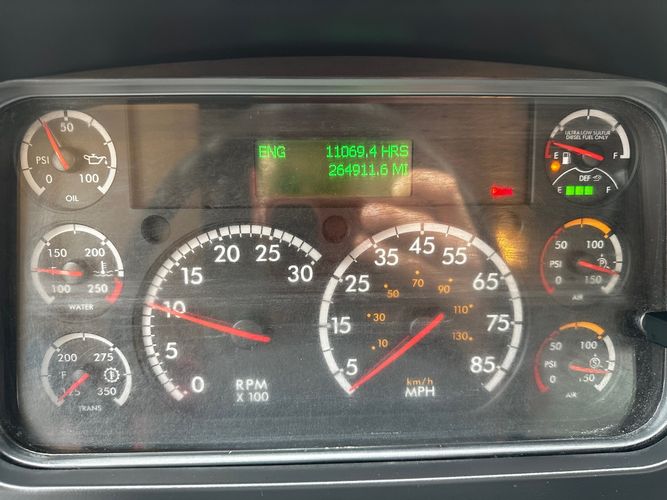 50
PSI
0 100
OIL
ENG 11069.4 HRS
264911.6 MI
ULTRA LOW SULFUR
DIESEL FUEL ONLY
E F
DEF
E F
150 200
100 250
WATER
0
5
10
15
20
25
30
RPM
X 100
5
15
25
35
45
55
65
75
85
10
30
50
70
90
110
130
km/h
MPH
50 100
PSI
0 150
AIR
200 275
F
350
TRANS
50 100
PSI
0
AIR